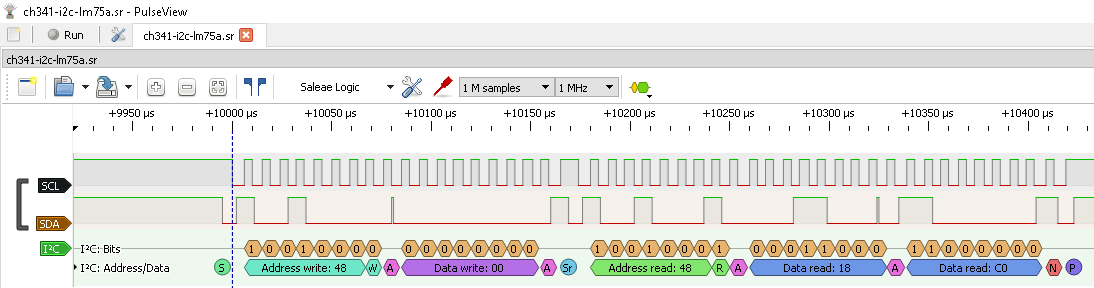 ch341-i2c-lm75a.sr - PulseView
Run ch341-i2c-lm75a.sr
ch341-i2c-lm75a.sr
Saleae Logic 1 M samples 1 MHz
+9950 µs +10000 µs +10050 µs +10100 µs +10150 µs +10200 µs +10250 µs +10300 µs +10350 µs +10400 µs
SCL
SDA
I²C I²C: Bits 1 0 0 1 0 0 0 0 0 0 0 0 0 0 0 0 1 0 0 1 0 0 0 1 0 0 0 1 1 0 0 0 1 1 0 0 0 0 0 0
I²C: Address/Data S Address write: 48 W A Data write: 00 A Sr Address read: 48 R A Data read: 18 A Data read: C0 N P